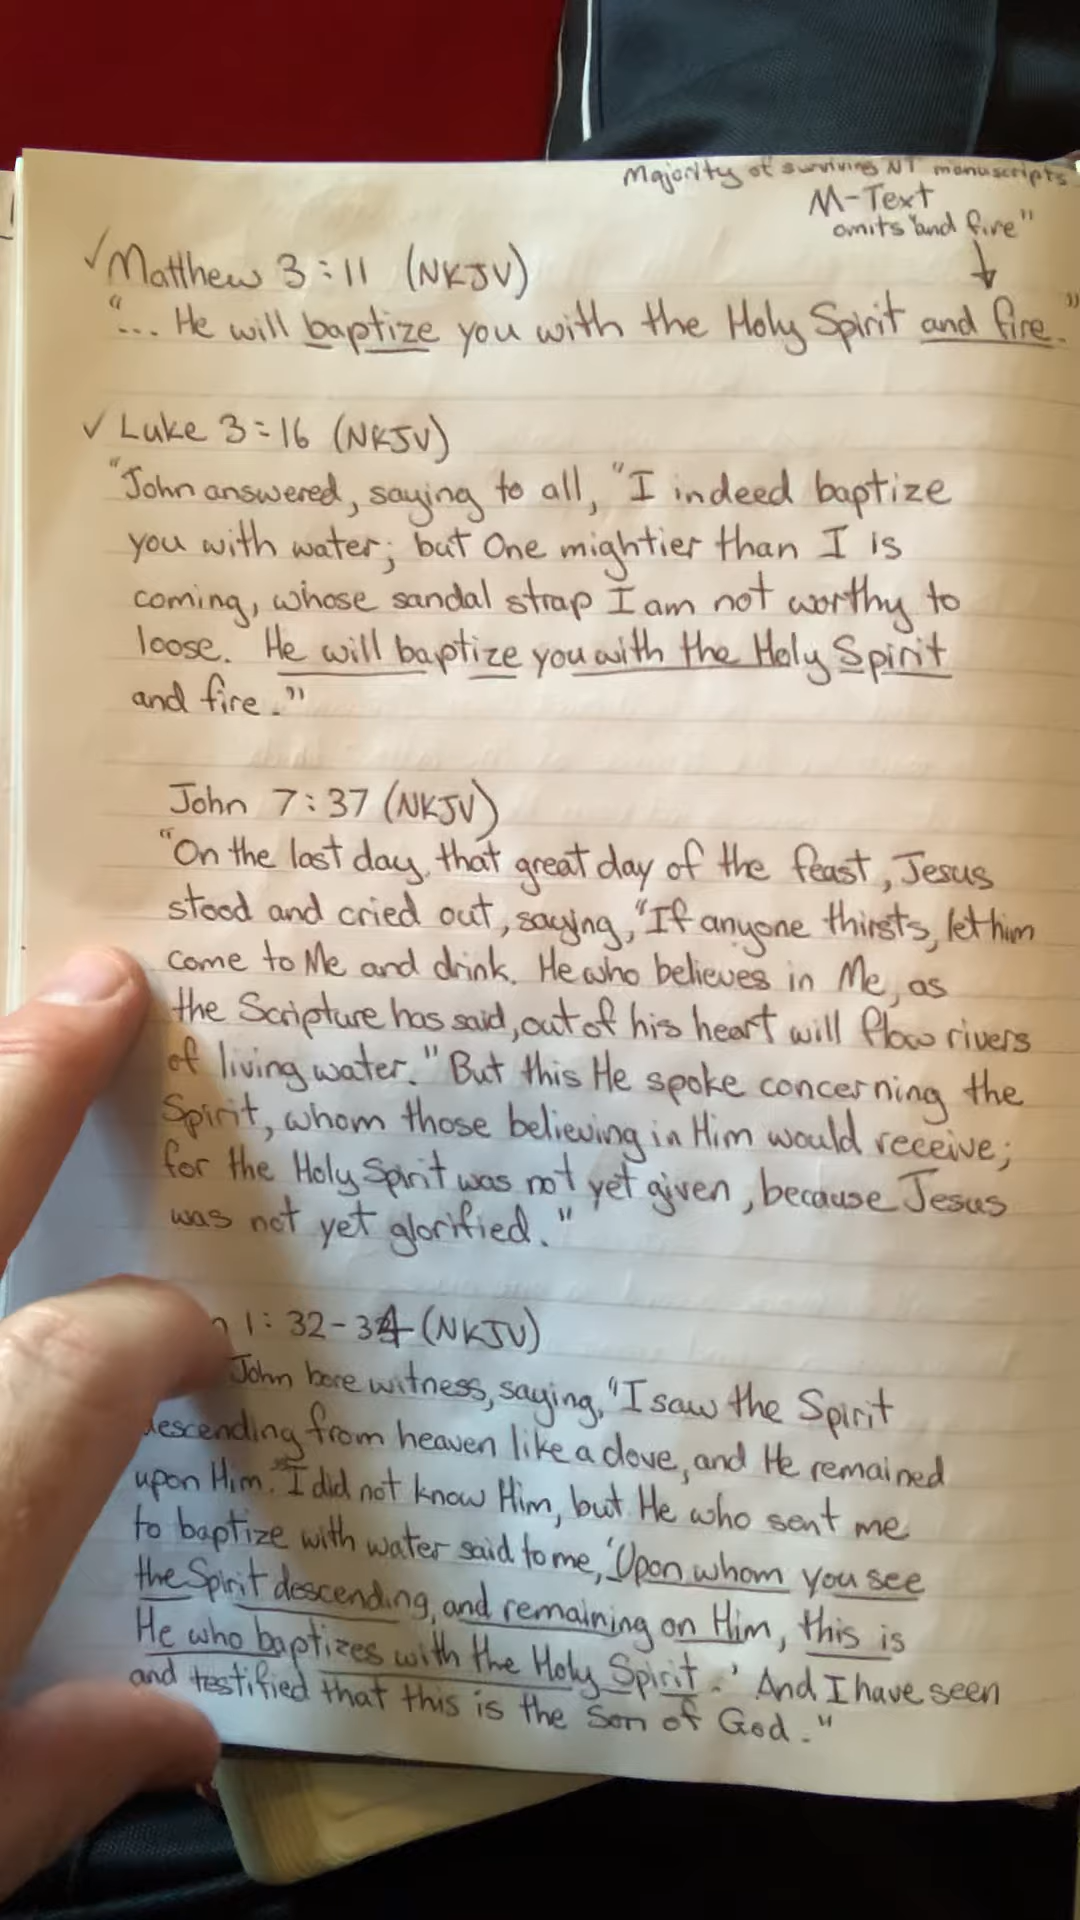 Majority of surviving NT manuscripts
M-Text
omits "and fire"
✓Matthew 3:11 (NKJV)
"... He will baptize you with the Holy Spirit and fire."
✓ Luke 3:16 (NKJV)
"John answered, saying to all, "I indeed baptize
you with water; but One mightier than I is
coming, whose sandal strap I am not worthy to
loose. He will baptize you with the Holy Spirit
and fire."
John 7:37 (NKJV)
"On the last day, that great day of the feast, Jesus
stood and cried out, saying, "If anyone thirsts, let him
come to Me and drink. He who believes in Me, as
the Scripture has said, out of his heart will flow rivers
of living water." But this He spoke concerning the
Spirit, whom those believing in Him would receive;
for the Holy Spirit was not yet given, because Jesus
was not yet glorified."
1:32-34 (NKJV)
John bore witness, saying, "I saw the Spirit
descending from heaven like a dove, and He remained
upon Him. "I did not know Him, but He who sent me
to baptize with water said to me, 'Upon whom you see
the Spirit descending, and remaining on Him, this is
He who baptizes with the Holy Spirit.' And I have seen
and testified that this is the Son of God."